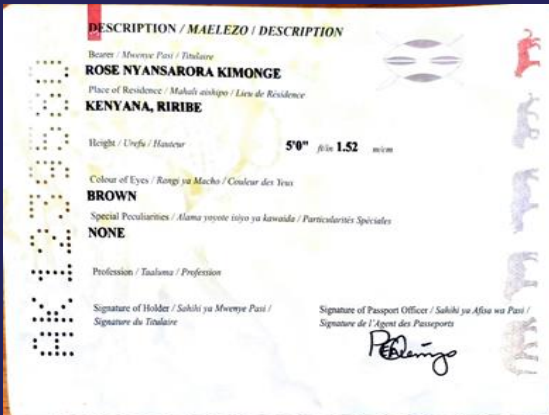 DESCRIPTION / MAELEZO / DESCRIPTION
Bearer / Mwenye Pasi / Titulaire
ROSE NYANSARORA KIMONGE
Place of Residence / Mahali aishipo / Lieu de Résidence
KENYANA, RIRIBE
Height / Urefu / Hauteur 5'0" ft/in 1.52 m/cm
Colour of Eyes / Rangi ya Macho / Couleur des Yeux
BROWN
Special Peculiarities / Alama yoyote isiyo ya kawaida / Particularités Spéciales
NONE
Profession / Taaluma / Profession
Signature of Holder / Sahihi ya Mwenye Pasi /
Signature du Titulaire
Signature of Passport Officer / Sahihi ya Afisa wa Pasi /
Signature de l'Agent des Passeports